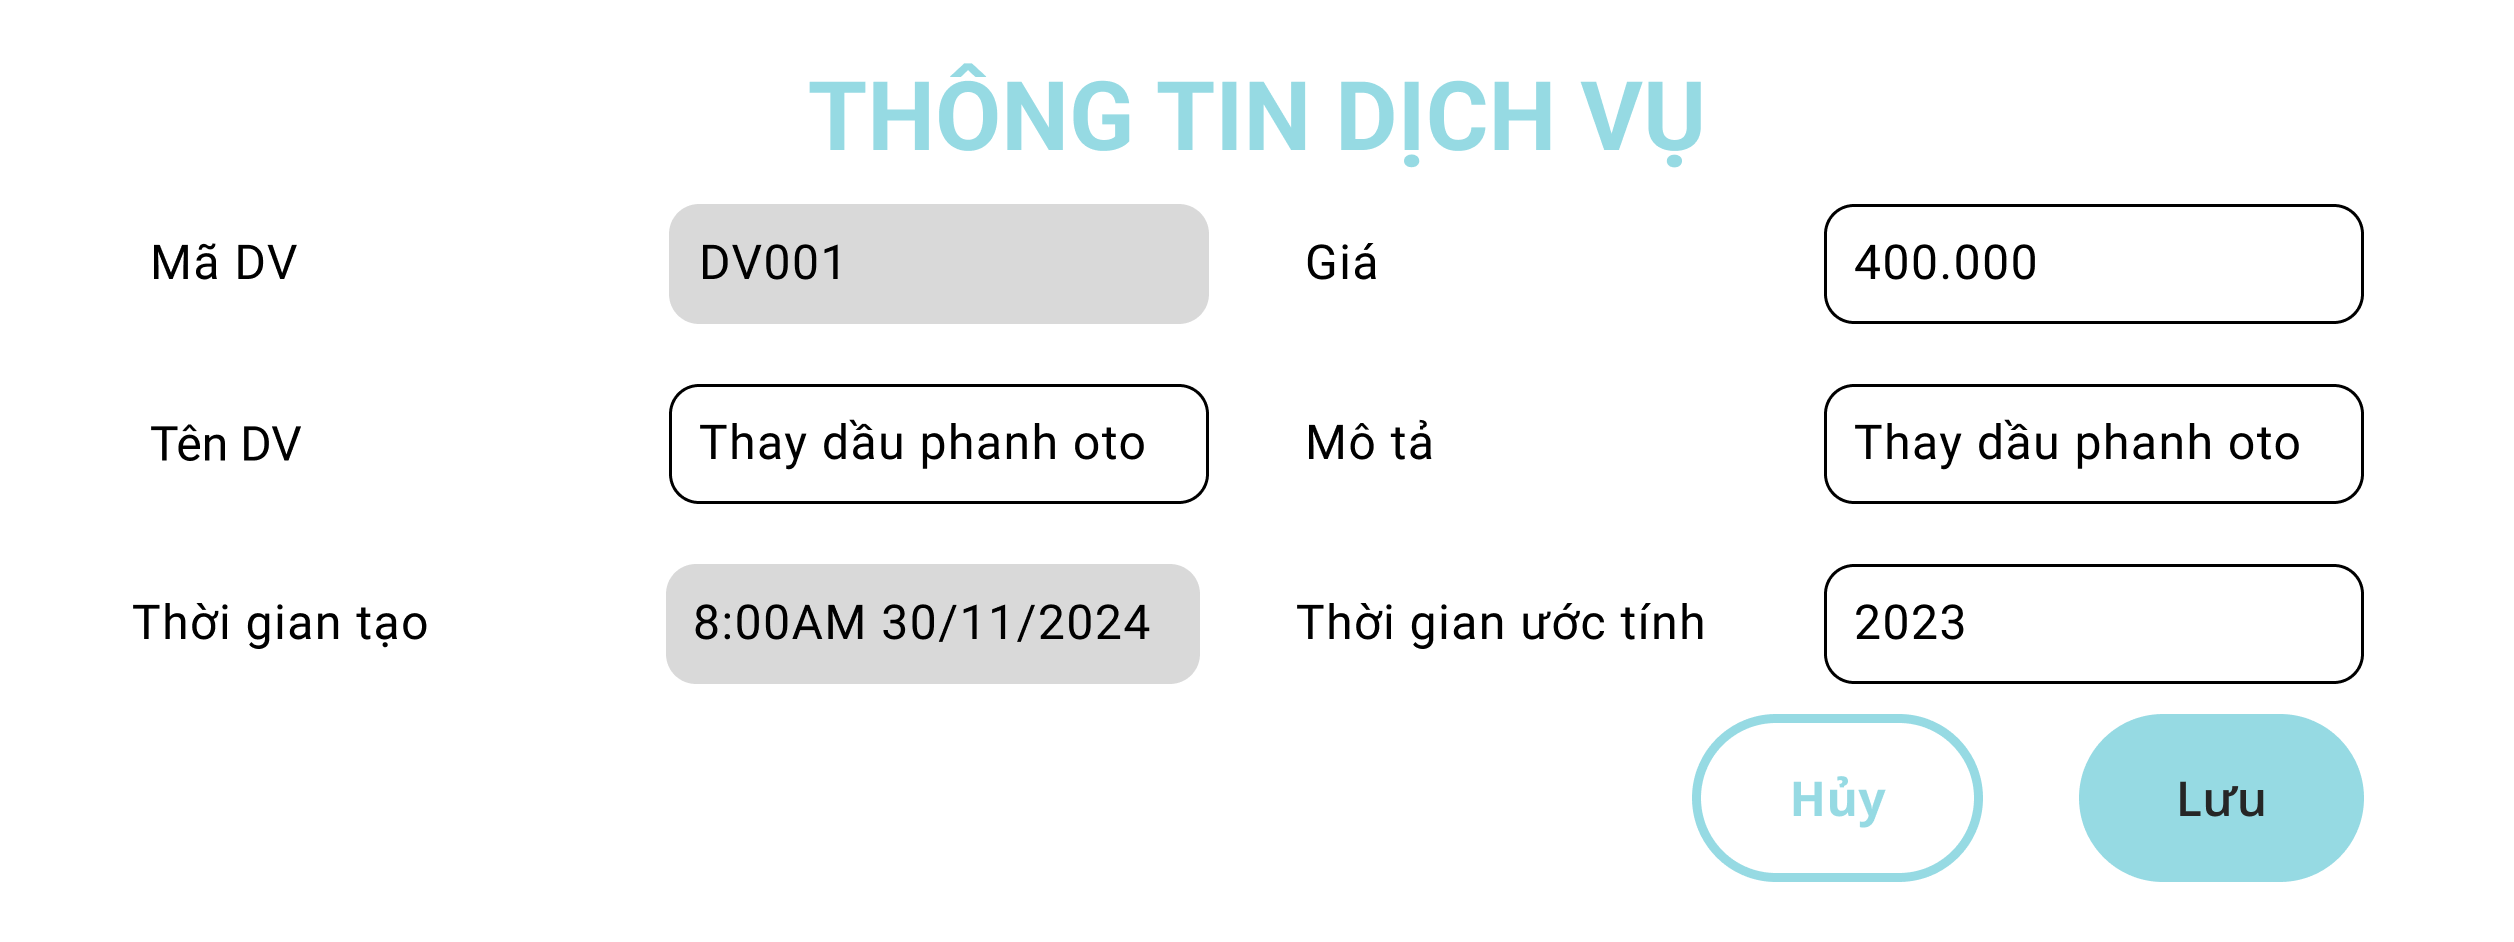 THÔNG TIN DỊCH VỤ
Mã DV
DV001
Giá
400.000
Tên DV
Thay dầu phanh oto
Mô tả
Thay dầu phanh oto
Thời gian tạo
8:00AM 30/11/2024
Thời gian ước tính
2023
Hủy
Lưu